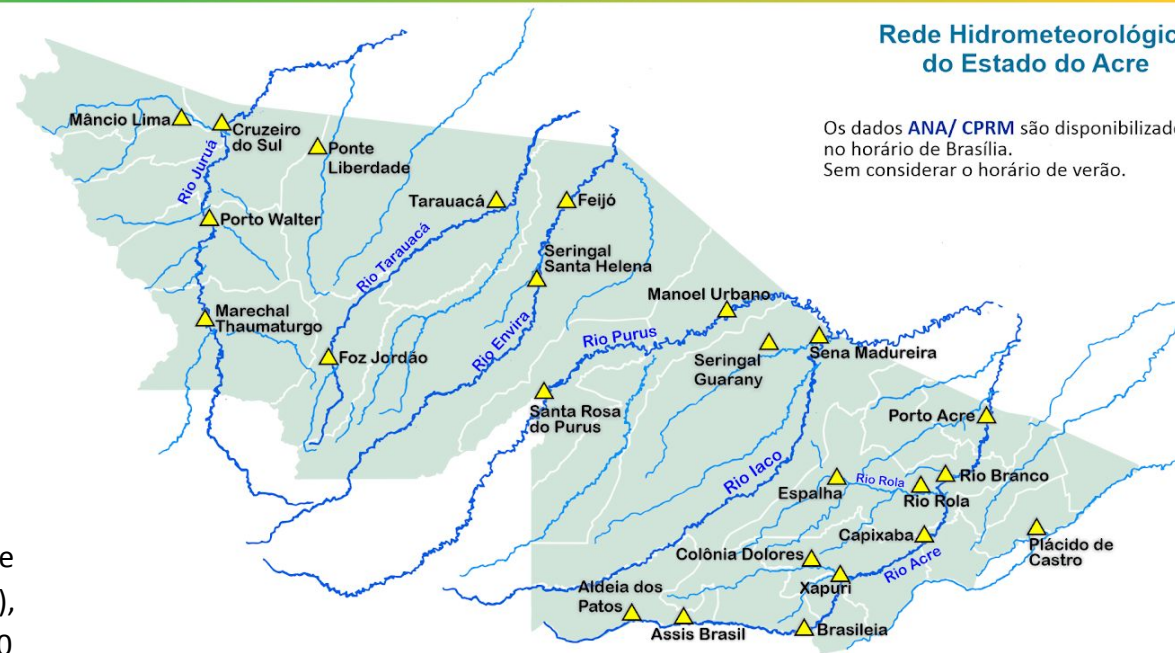 Rede Hidrometeorológic
do Estado do Acre
Os dados ANA/ CPRM são disponibilizado
no horário de Brasília.
Sem considerar o horário de verão.
Mâncio Lima
Cruzeiro
do Sul
Ponte
Liberdade
Rio Juruá
Porto Walter
Tarauacá
Feijó
Rio Tarauacá
Seringal
Santa Helena
Marechal
Thaumaturgo
Foz Jordão
Rio Envira
Manoel Urbano
Rio Purus
Seringal
Guarany
Sena Madureira
Santa Rosa
do Purus
Porto Acre
Rio Iaco
Espalha
Rio Rola
Rio Rola
Rio Branco
Capixaba
Plácido de
Castro
Colônia Dolores
Rio Acre
Xapuri
Aldeia dos
Patos
Assis Brasil
Brasileia
e
),
0